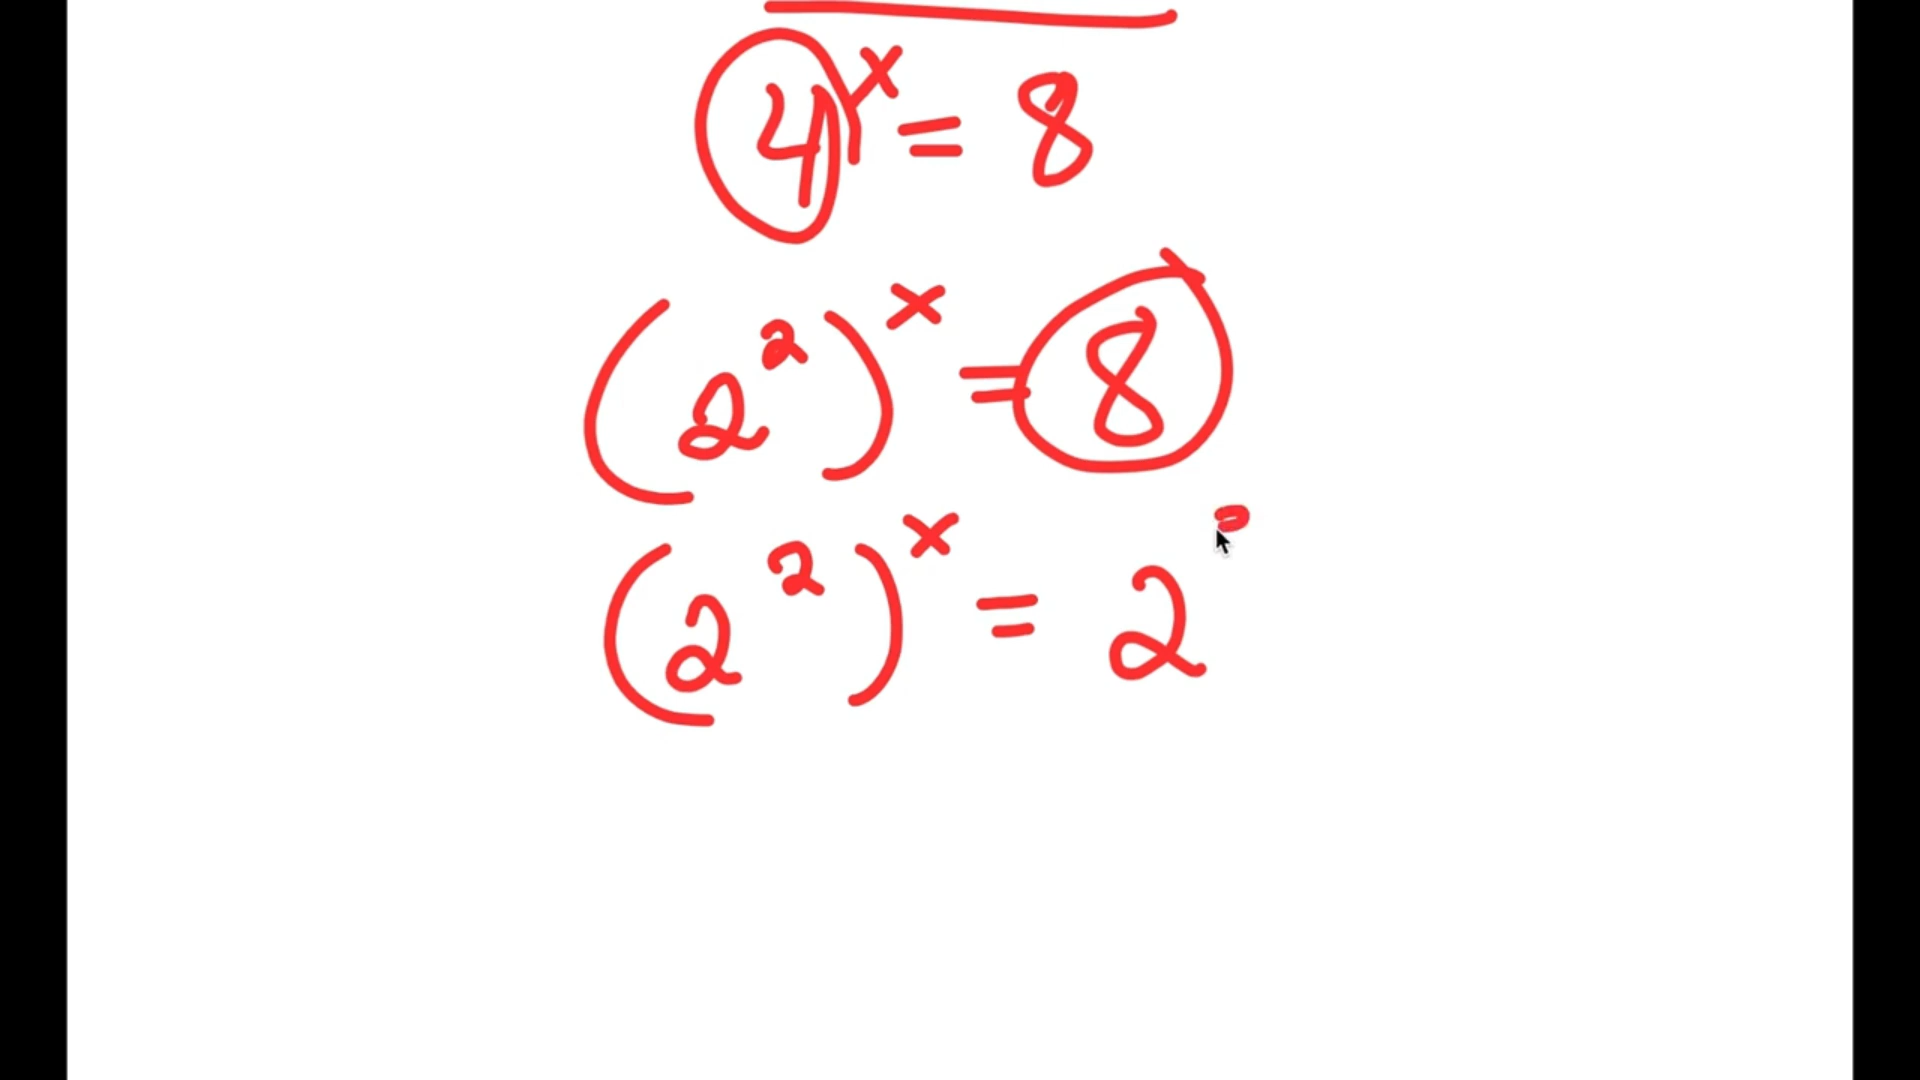 4^x = 8
(2^2)^x = 8
(2^2)^x = 2